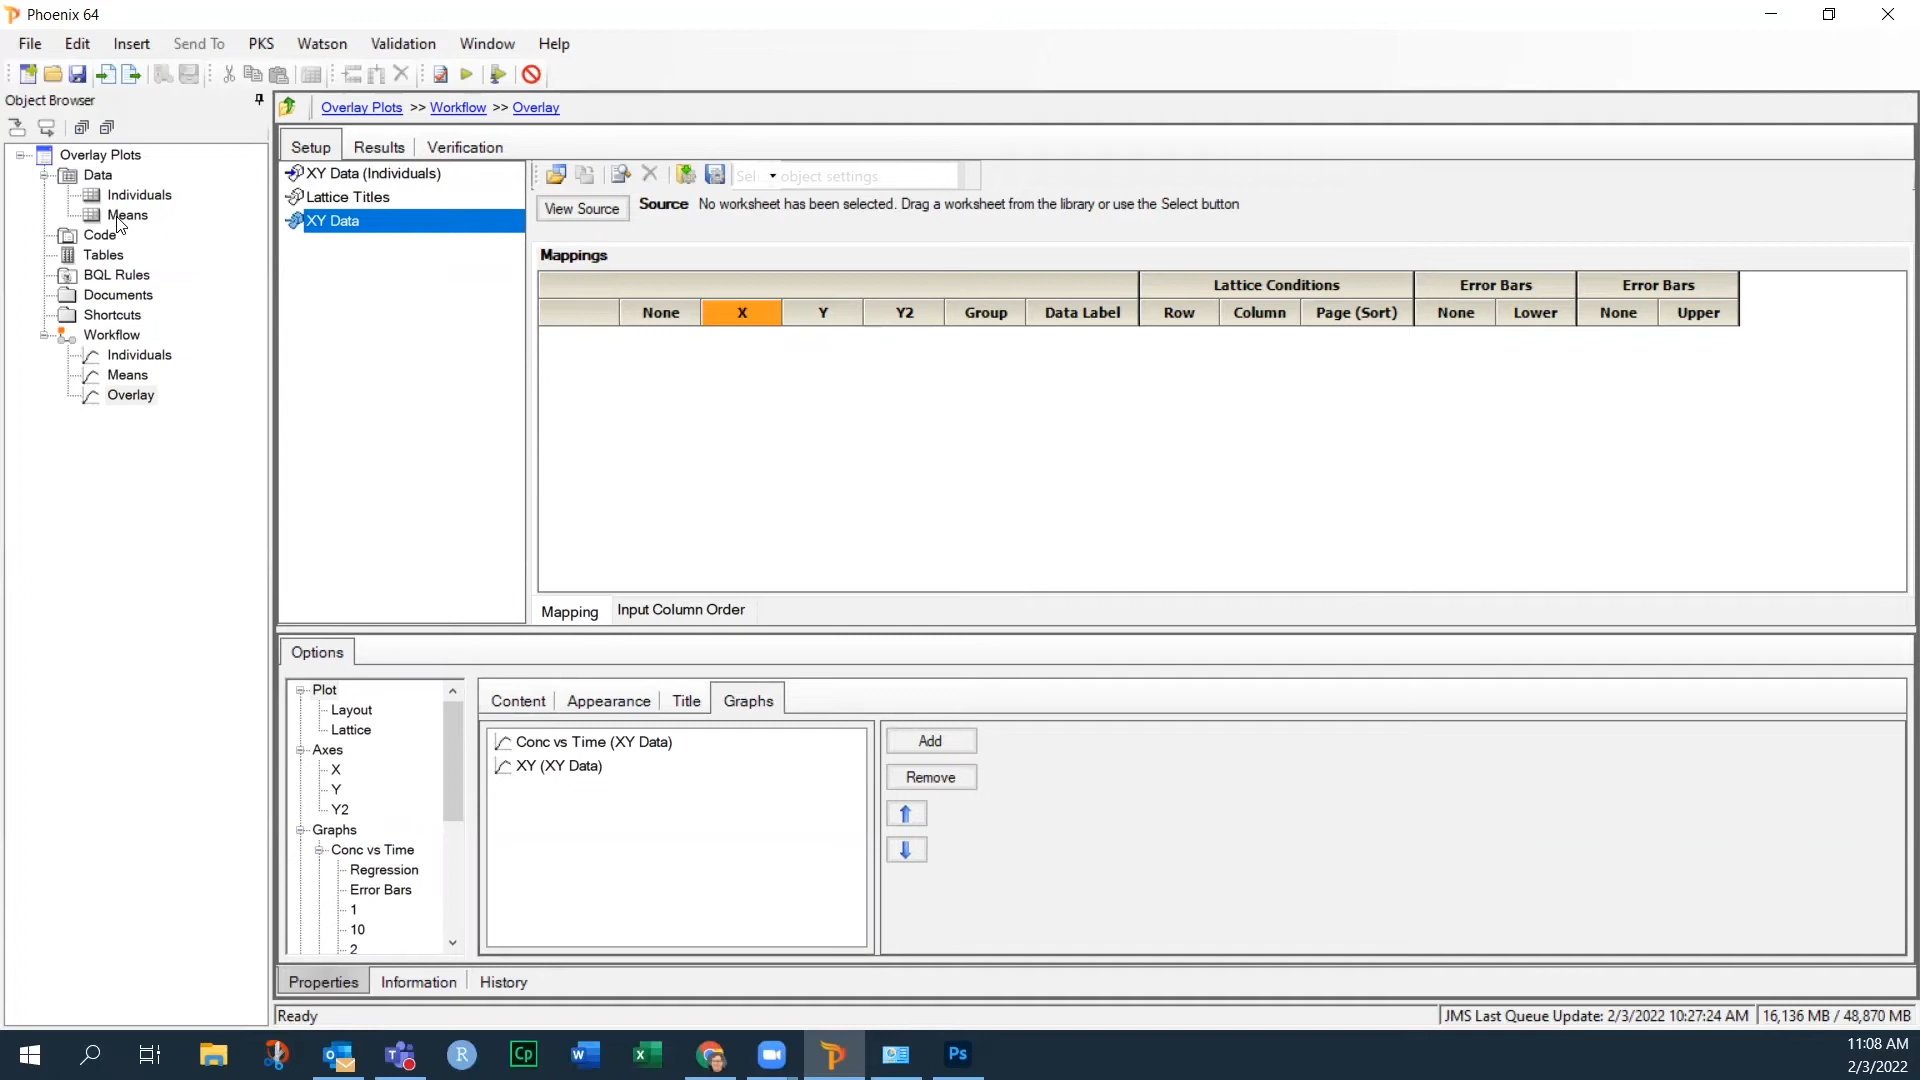 Phoenix 64
File Edit Insert Send To PKS Watson Validation Window Help
Object Browser
Overlay Plots >> Workflow >> Overlay
Overlay Plots
Data
Individuals
Means
Code
Tables
BQL Rules
Documents
Shortcuts
Workflow
Individuals
Means
Overlay
Setup Results Verification
XY Data (Individuals)
Lattice Titles
XY Data
Sel object settings
View Source Source No worksheet has been selected. Drag a worksheet from the library or use the Select button
Mappings
Lattice Conditions Error Bars Error Bars
None X Y Y2 Group Data Label Row Column Page (Sort) None Lower None Upper
Mapping Input Column Order
Options
Plot
Layout
Lattice
Axes
X
Y
Y2
Graphs
Conc vs Time
Regression
Error Bars
1
10
2
Content Appearance Title Graphs
Conc vs Time (XY Data)
XY (XY Data)
Add
Remove
Properties Information History
Ready JMS Last Queue Update: 2/3/2022 10:27:24 AM 16,136 MB / 48,870 MB
R Cp W X Ps
11:08 AM
2/3/2022